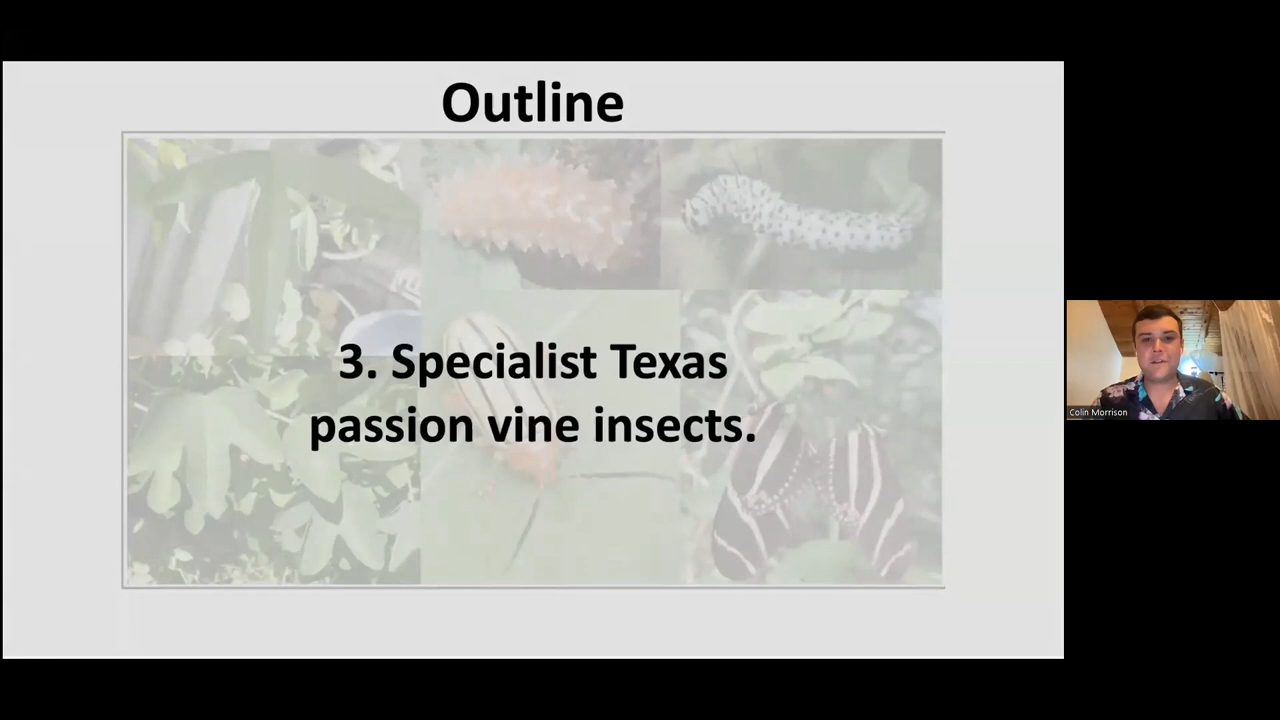 Outline
3. Specialist Texas
passion vine insects.
Colin Morrison